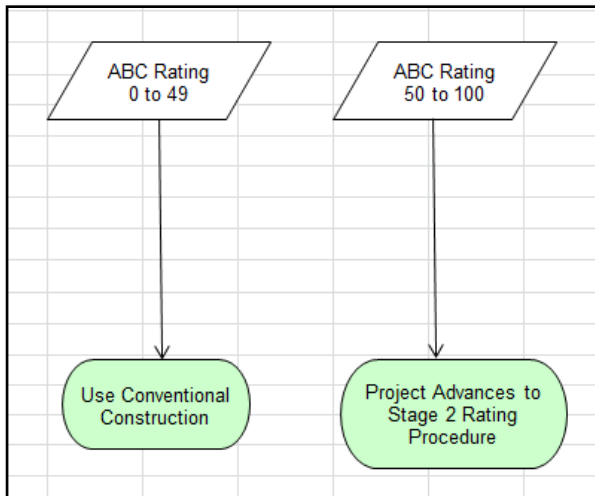 ABC Rating
0 to 49
ABC Rating
50 to 100
Use Conventional
Construction
Project Advances to
Stage 2 Rating
Procedure